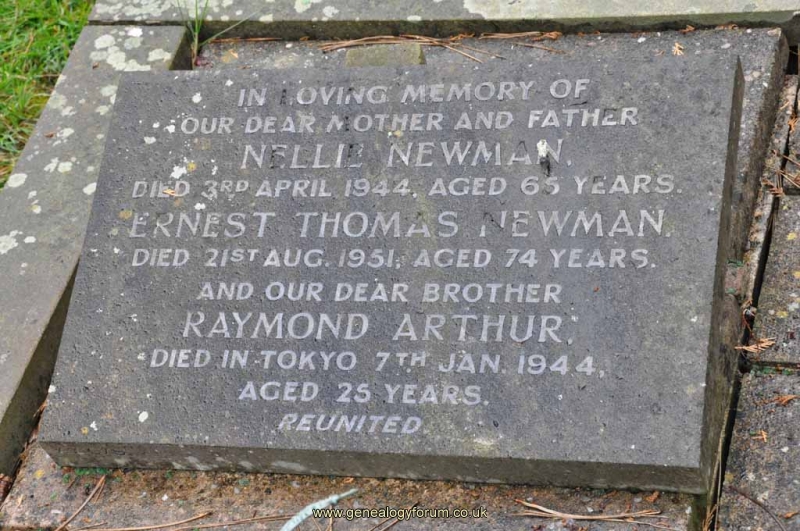 IN LOVING MEMORY OF
OUR DEAR MOTHER AND FATHER
NELLIE NEWMAN,
DIED 3RD APRIL 1944, AGED 65 YEARS.
ERNEST THOMAS NEWMAN,
DIED 21ST AUG. 1951, AGED 74 YEARS.
AND OUR DEAR BROTHER
RAYMOND ARTHUR,
DIED IN TOKYO 7TH JAN. 1944,
AGED 25 YEARS.
REUNITED
www.genealogyforum.co.uk